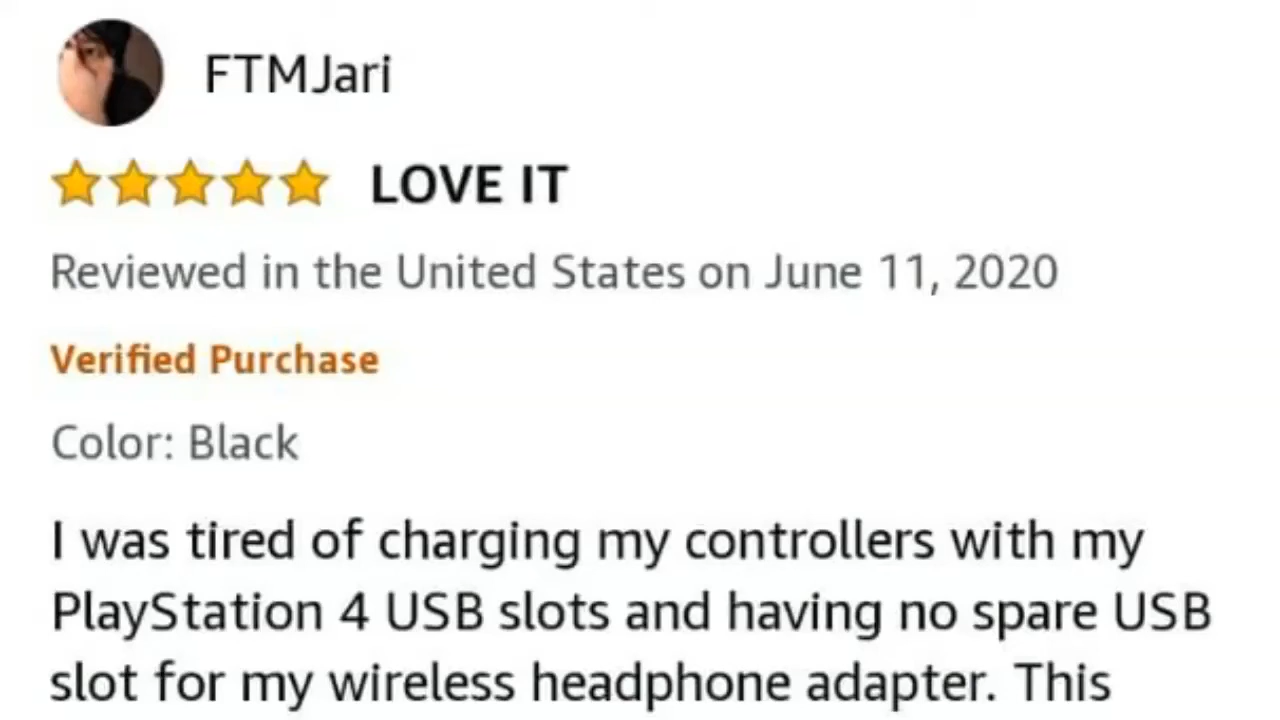 FTMJari
LOVE IT
Reviewed in the United States on June 11, 2020
Verified Purchase
Color: Black
I was tired of charging my controllers with my
PlayStation 4 USB slots and having no spare USB
slot for my wireless headphone adapter. This